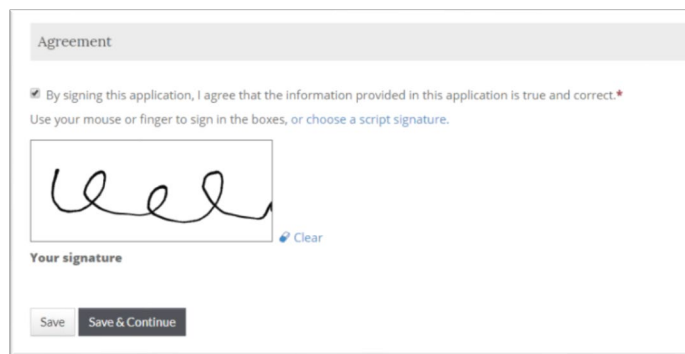 Agreement
By signing this application, I agree that the information provided in this application is true and correct.*
Use your mouse or finger to sign in the boxes, or choose a script signature.
Clear
Your signature
Save Save & Continue